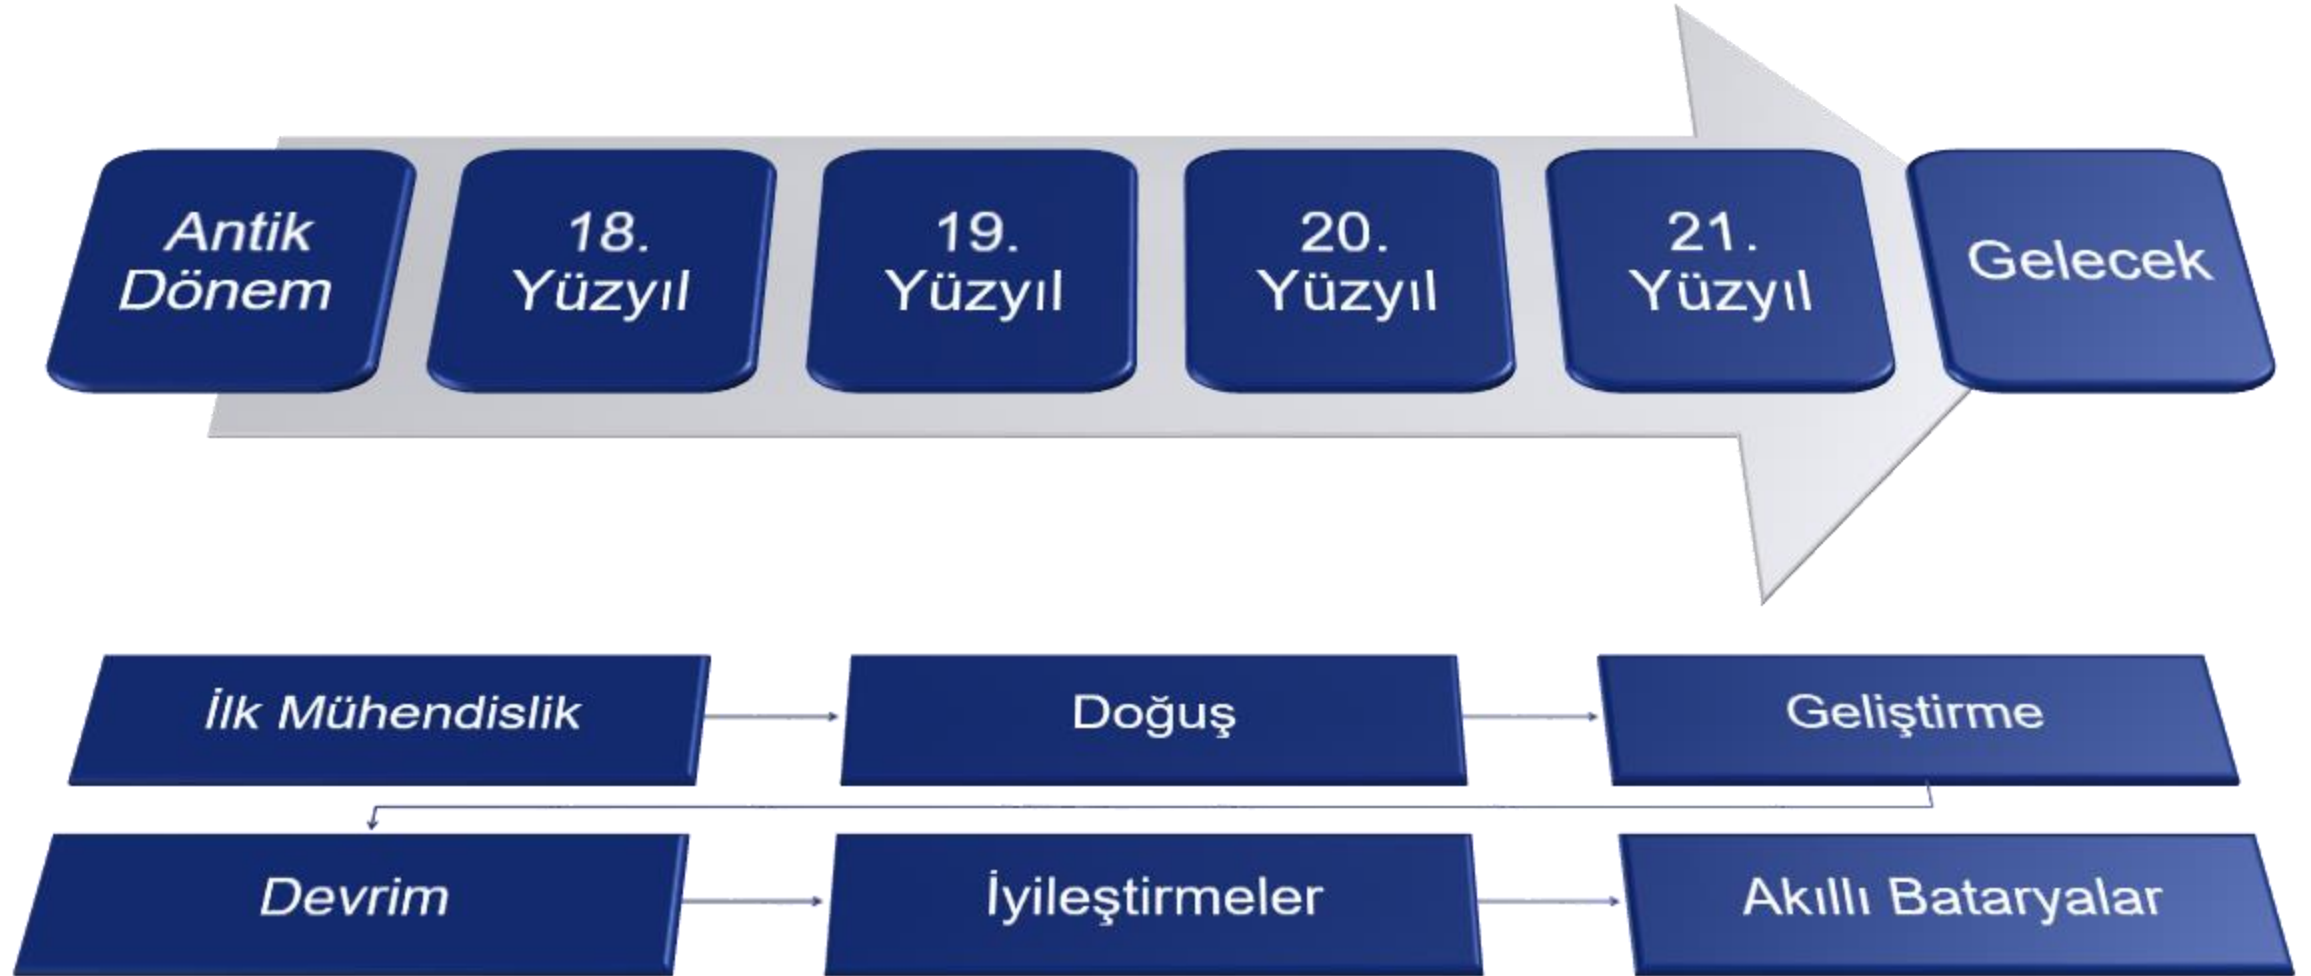 Antik
Dönem
18.
Yüzyıl
19.
Yüzyıl
20.
Yüzyıl
21.
Yüzyıl
Gelecek
İlk Mühendislik
Doğuş
Geliştirme
Devrim
İyileştirmeler
Akıllı Bataryalar